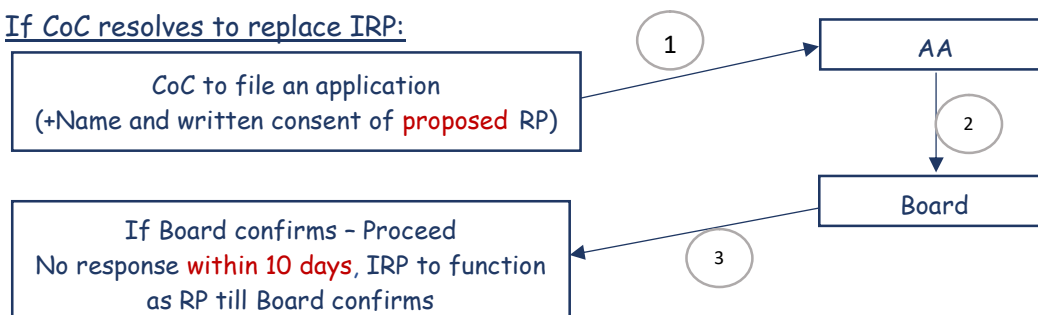 If CoC resolves to replace IRP:
1
AA
CoC to file an application
(+Name and written consent of proposed RP)
2
Board
If Board confirms – Proceed
No response within 10 days, IRP to function
as RP till Board confirms
3